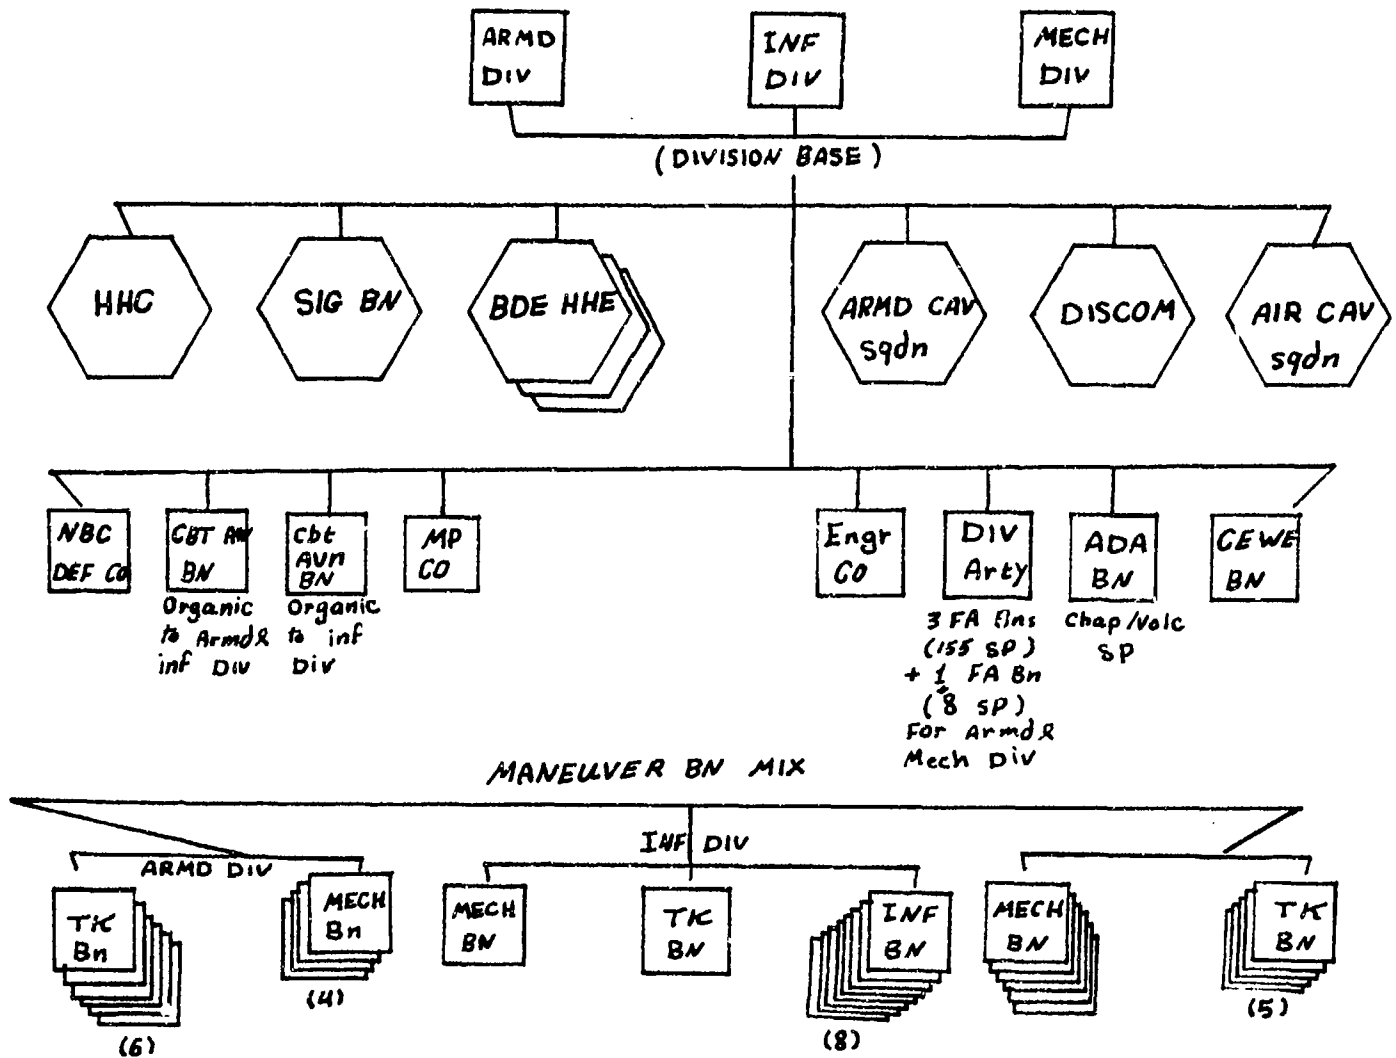 ARMD
DIV
INF
DIV
MECH
DIV
(DIVISION BASE)
HHC
SIG BN
BDE HHE
ARMD CAV
sqdn
DISCOM
AIR CAV
sqdn
NBC
DEF CO
CBT
BN
Organic
to Armd &
inf Div
Cbt
Avn
BN
Organic
to inf
Div
MP
CO
Engr
CO
DIV
Arty
3 FA Bns
(155 SP)
+ 1 FA Bn
(8 SP)
For Armd &
Mech Div
ADA
BN
Chap/Volc
SP
CEWE
BN
MANEUVER BN MIX
ARMD DIV
TK
Bn
(6)
MECH
Bn
(4)
INF DIV
MECH
BN
TK
BN
INF
BN
(8)
MECH
BN
TK
BN
(5)